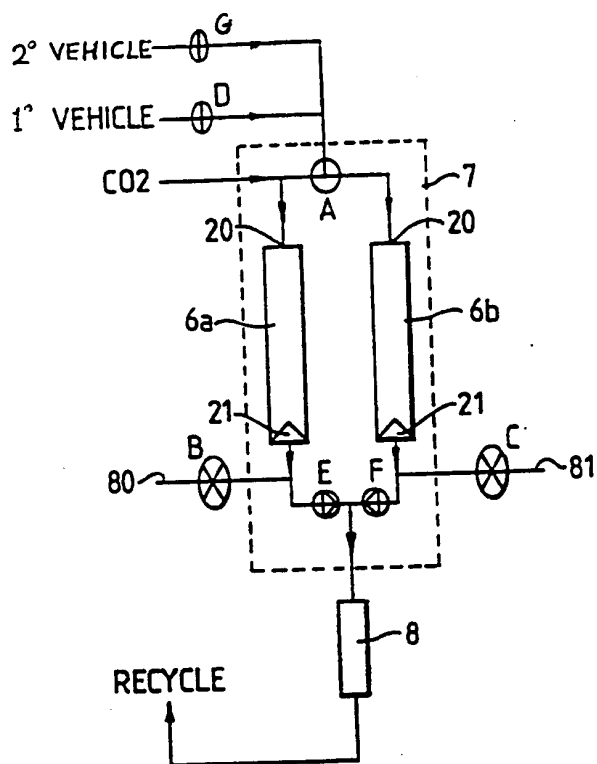 G
2° VEHICLE
D
1° VEHICLE
7
CO2
A
20 20
6a 6b
21 21
B C
80 E F 81
8
RECYCLE